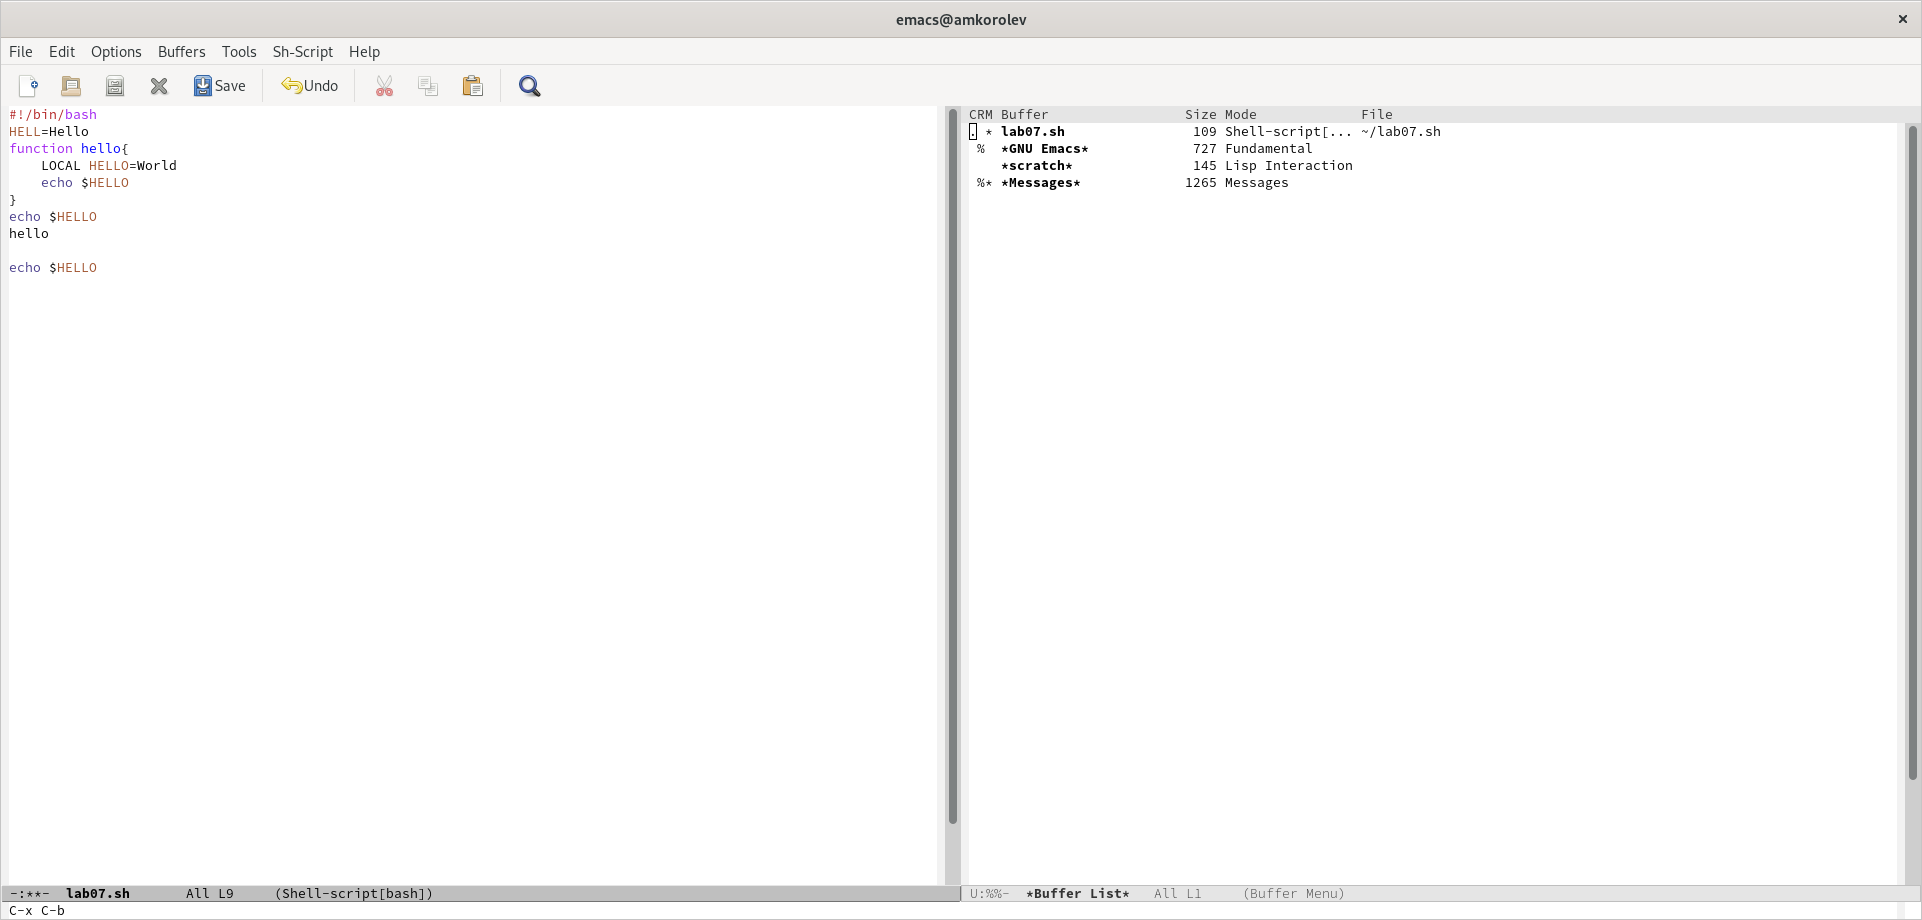 emacs@amkorolev
File Edit Options Buffers Tools Sh-Script Help
Save Undo
#!/bin/bash
HELL=Hello
function hello{
    LOCAL HELLO=World
    echo $HELLO
}
echo $HELLO
hello
echo $HELLO
-:**-  lab07.sh       All L9     (Shell-script[bash])
CRM Buffer                Size Mode             File
. * lab07.sh               109 Shell-script[... ~/lab07.sh
 %  *GNU Emacs*            727 Fundamental
    *scratch*              145 Lisp Interaction
 %* *Messages*            1265 Messages
U:%%-  *Buffer List*   All L1     (Buffer Menu)
C-x C-b